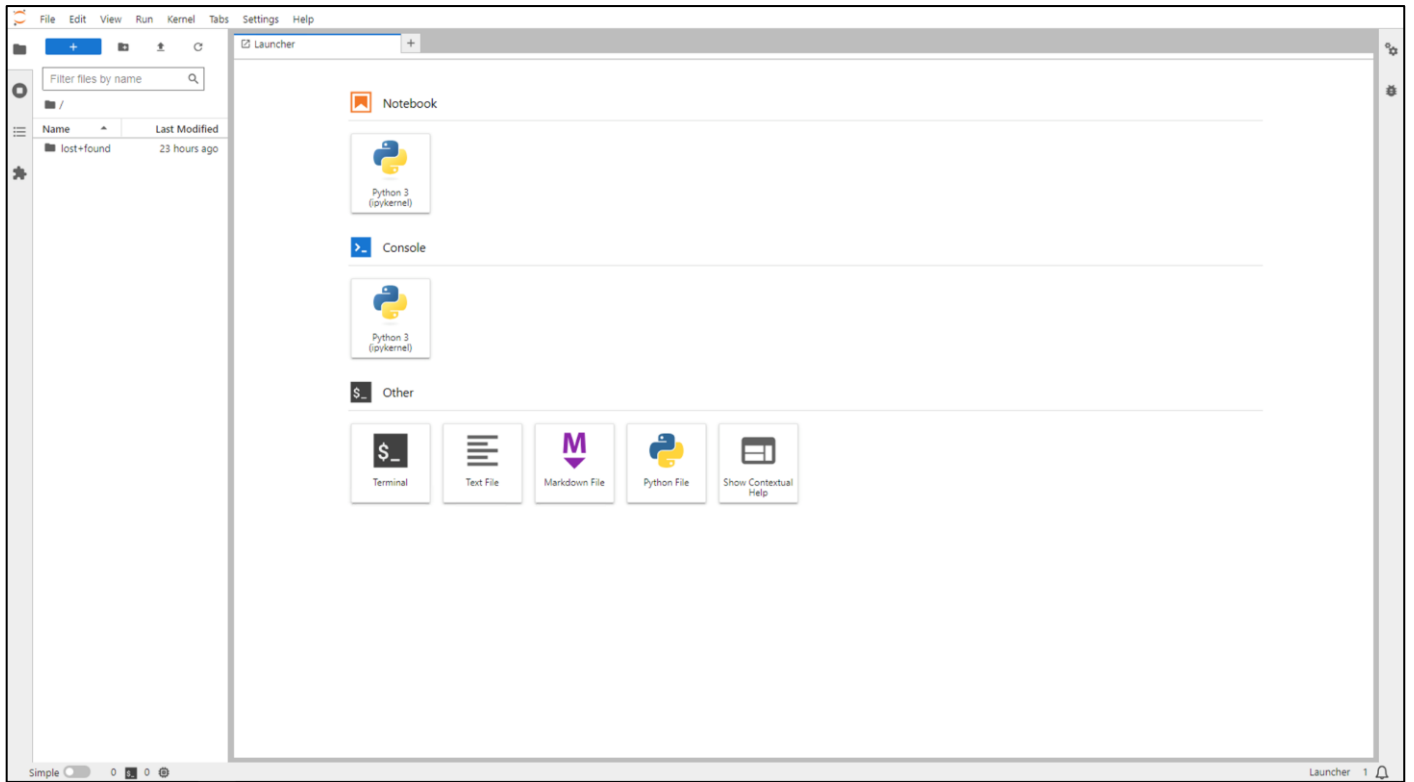 File Edit View Run Kernel Tabs Settings Help
Launcher
Filter files by name
/
Name Last Modified
lost+found 23 hours ago
Notebook
Python 3
(ipykernel)
Console
Python 3
(ipykernel)
$_ Other
$_ M
Terminal Text File Markdown File Python File Show Contextual
Help
Simple 0 $_ 0 Launcher 1